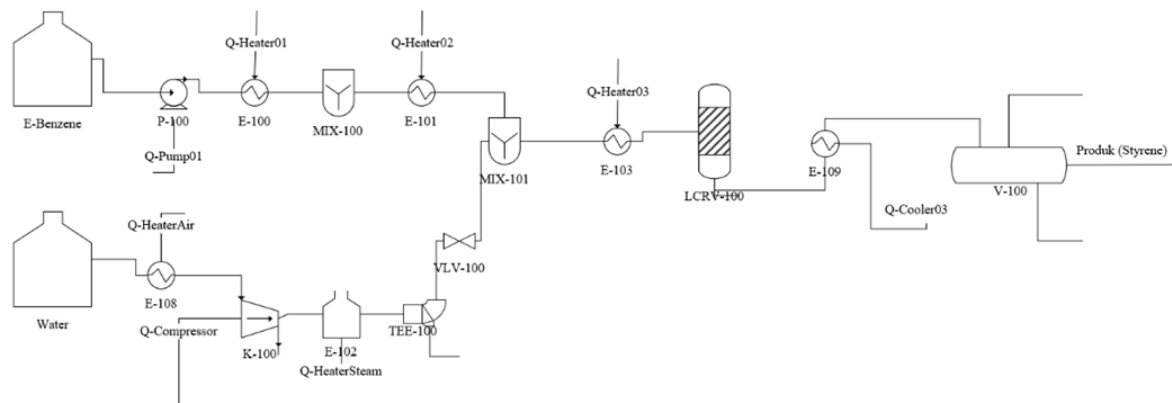 Q-Heater01
Q-Heater02
E-Benzene
P-100
E-100
MIX-100
E-101
Q-Pump01
Q-Heater03
MIX-101
E-103
LCRV-100
E-109
Produk (Styrene)
V-100
Q-Cooler03
Q-HeaterAir
Water
E-108
VLV-100
Q-Compressor
K-100
E-102
TEE-100
Q-HeaterSteam